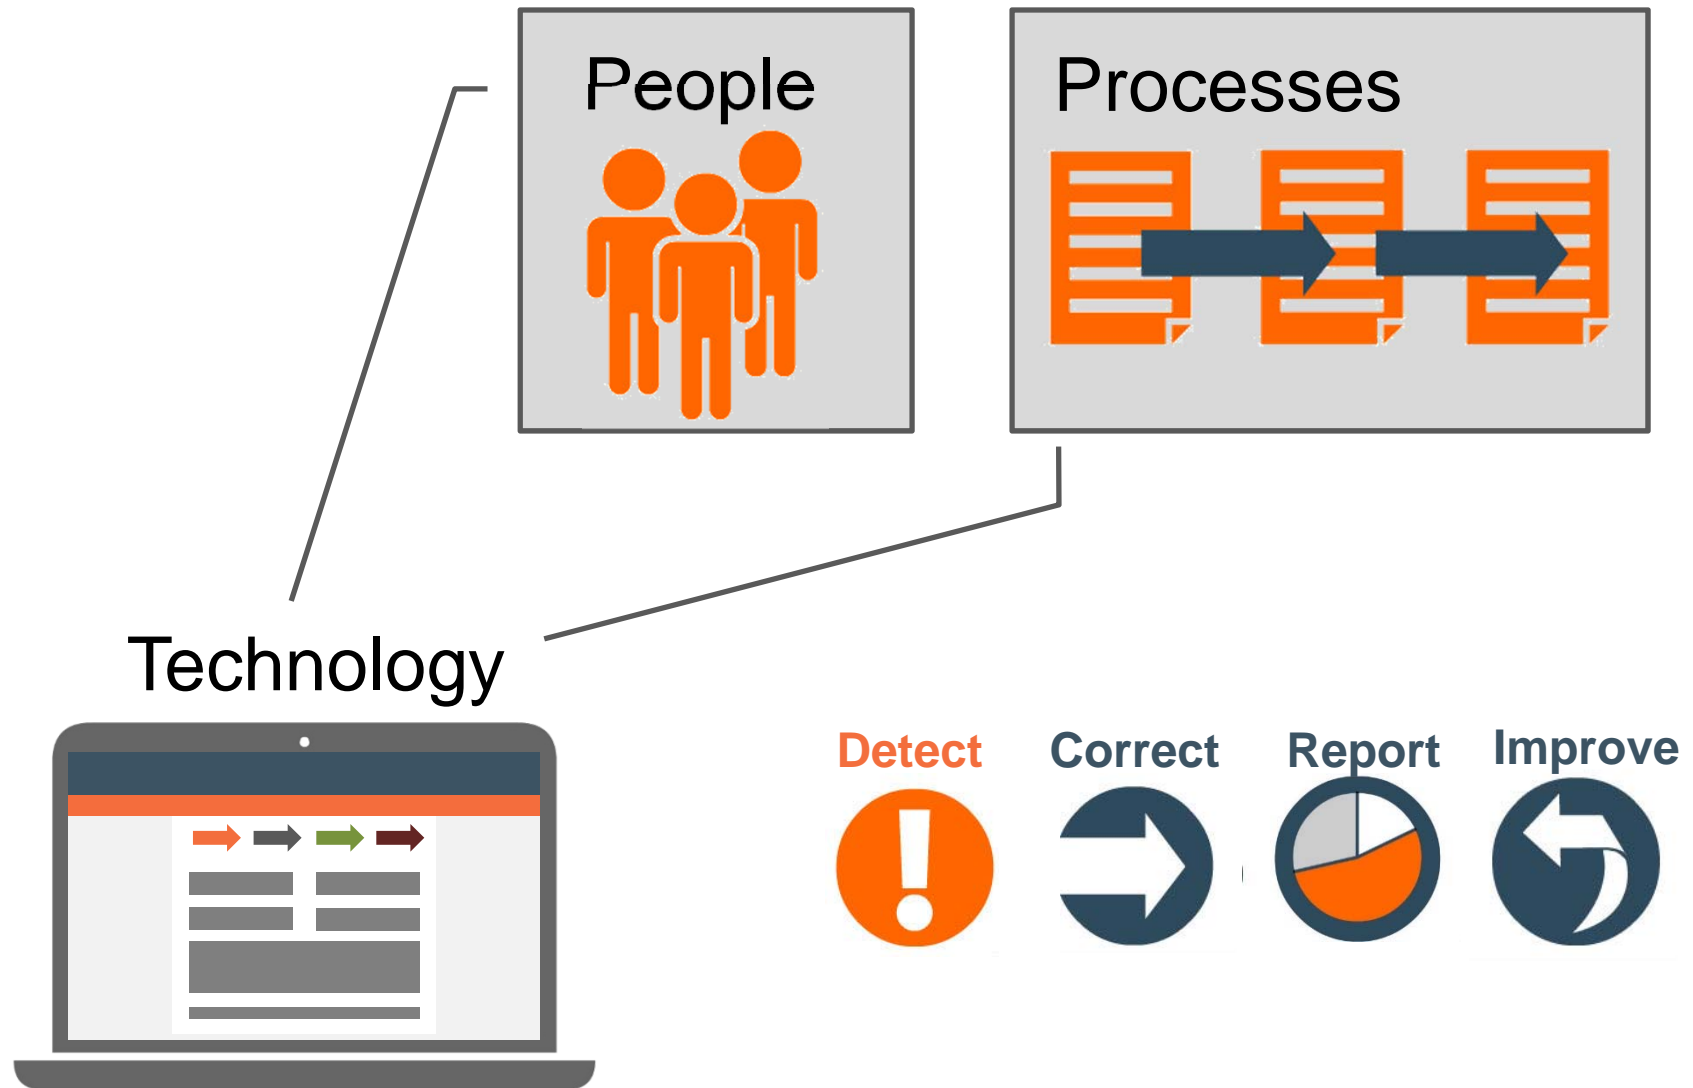 People
Processes
Technology
Detect
Correct
Report
Improve